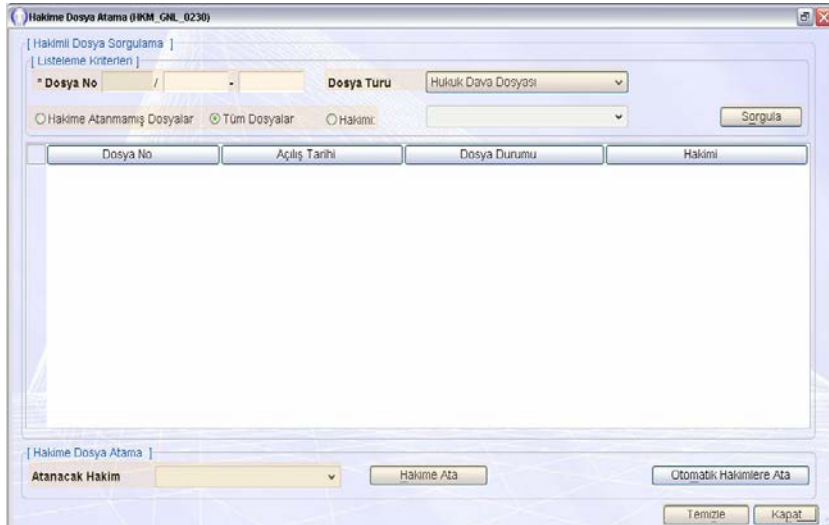 Hakime Dosya Atama (HKM_GNL_0230)
[ Hakimli Dosya Sorgulama ]
[ Listeleme Kriterleri ]
* Dosya No / - Dosya Turu Hukuk Dava Dosyası
Hakime Atanmamış Dosyalar Tüm Dosyalar Hakimi: Sorgula
Dosya No Açılış Tarihi Dosya Durumu Hakimi
[ Hakime Dosya Atama ]
Atanacak Hakim Hakime Ata Otomatik Hakimlere Ata
Temizle Kapat